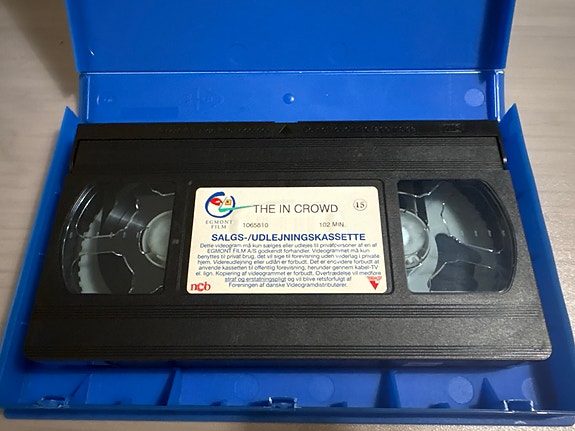 EGMONT
FILM
THE IN CROWD
15
1065810
102 MIN.
SALGS-/UDLEJNINGSKASSETTE
Dette videogram må kun sælges eller udlejes til privatpersoner af en af
EGMONT FILM A/S godkendt forhandler. Videogrammet må kun
benyttes til privat brug, det vil sige til forevisning uden vederlag i private
hjem. Videreudlejning eller udlån er forbudt. Det er endvidere forbudt at
anvende kassetten til offentlig forevisning, herunder gennem kabel-TV
el. lign. Kopiering af videogrammet er forbudt. Overtrædelse vil medføre
straf og erstatningspligt og vil blive retsforfulgt af
Foreningen af danske Videogramdistributører.
ncb
VHS